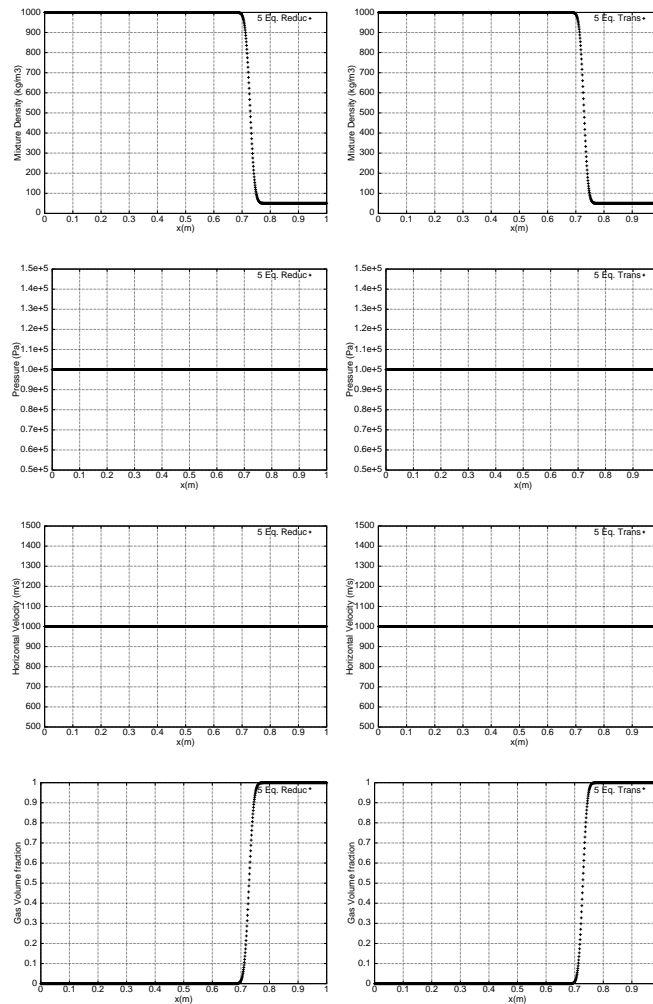 1000
900
800
700
600
500
400
300
200
100
0
Mixture Density (kg/m3)
5 Eq. Reduc
0 0.1 0.2 0.3 0.4 0.5 0.6 0.7 0.8 0.9 1
x(m)
1000
900
800
700
600
500
400
300
200
100
0
Mixture Density (kg/m3)
5 Eq. Trans
0 0.1 0.2 0.3 0.4 0.5 0.6 0.7 0.8 0.9
x(m)
1.5e+5
1.4e+5
1.3e+5
1.2e+5
1.1e+5
1.0e+5
0.9e+5
0.8e+5
0.7e+5
0.6e+5
0.5e+5
Pressure (Pa)
5 Eq. Reduc
0 0.1 0.2 0.3 0.4 0.5 0.6 0.7 0.8 0.9 1
x(m)
1.5e+5
1.4e+5
1.3e+5
1.2e+5
1.1e+5
1.0e+5
0.9e+5
0.8e+5
0.7e+5
0.6e+5
0.5e+5
Pressure (Pa)
5 Eq. Trans
0 0.1 0.2 0.3 0.4 0.5 0.6 0.7 0.8 0.9
x(m)
1500
1400
1300
1200
1100
1000
900
800
700
600
500
Horizontal Velocity (m/s)
5 Eq. Reduc
0 0.1 0.2 0.3 0.4 0.5 0.6 0.7 0.8 0.9 1
x(m)
1500
1400
1300
1200
1100
1000
900
800
700
600
500
Horizontal Velocity (m/s)
5 Eq. Trans
0 0.1 0.2 0.3 0.4 0.5 0.6 0.7 0.8 0.9
x(m)
1
0.9
0.8
0.7
0.6
0.5
0.4
0.3
0.2
0.1
0
Gas Volume fraction
5 Eq. Reduc
0 0.1 0.2 0.3 0.4 0.5 0.6 0.7 0.8 0.9 1
x(m)
1
0.9
0.8
0.7
0.6
0.5
0.4
0.3
0.2
0.1
0
Gas Volume fraction
5 Eq. Trans
0 0.1 0.2 0.3 0.4 0.5 0.6 0.7 0.8 0.9
x(m)